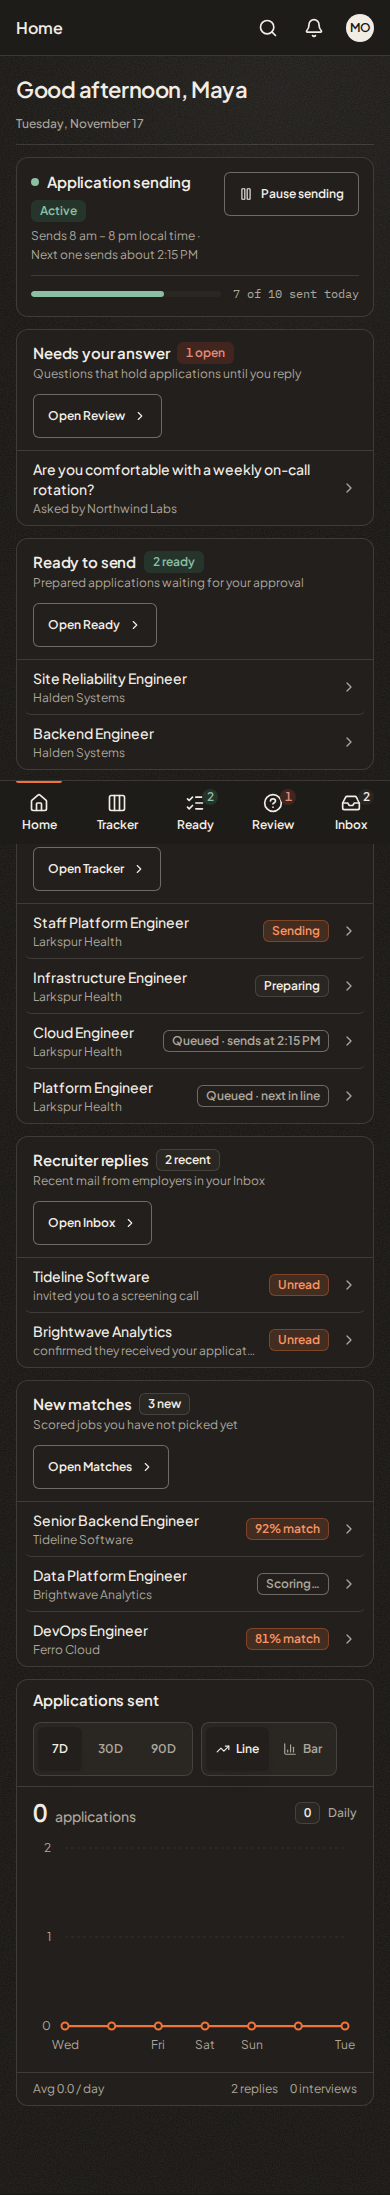 Home
MO
Good afternoon, Maya
Tuesday, November 17
Application sending
Pause sending
Active
Sends 8 am – 8 pm local time ·
Next one sends about 2:15 PM
7 of 10 sent today
Needs your answer 1 open
Questions that hold applications until you reply
Open Review
Are you comfortable with a weekly on-call
rotation?
Asked by Northwind Labs
Ready to send 2 ready
Prepared applications waiting for your approval
Open Ready
Site Reliability Engineer
Halden Systems
Backend Engineer
Halden Systems
2 1 2
Home Tracker Ready Review Inbox
Open Tracker
Staff Platform Engineer
Larkspur Health
Sending
Infrastructure Engineer
Larkspur Health
Preparing
Cloud Engineer
Larkspur Health
Queued · sends at 2:15 PM
Platform Engineer
Larkspur Health
Queued · next in line
Recruiter replies 2 recent
Recent mail from employers in your Inbox
Open Inbox
Tideline Software
invited you to a screening call
Unread
Brightwave Analytics
confirmed they received your applicat...
Unread
New matches 3 new
Scored jobs you have not picked yet
Open Matches
Senior Backend Engineer
Tideline Software
92% match
Data Platform Engineer
Brightwave Analytics
Scoring...
DevOps Engineer
Ferro Cloud
81% match
Applications sent
7D 30D 90D Line Bar
0 applications 0 Daily
2
1
0
Wed Fri Sat Sun Tue
Avg 0.0 / day 2 replies 0 interviews